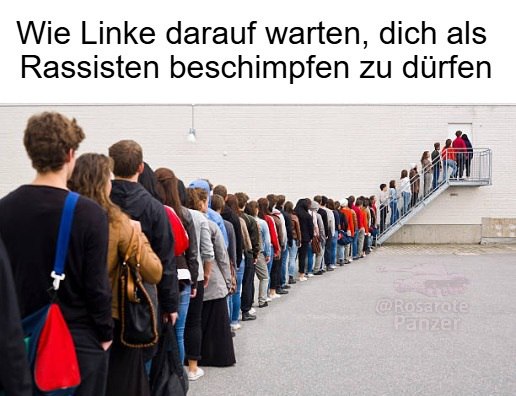 Wie Linke darauf warten, dich als
Rassisten beschimpfen zu dürfen
@Rosarote
Panzer